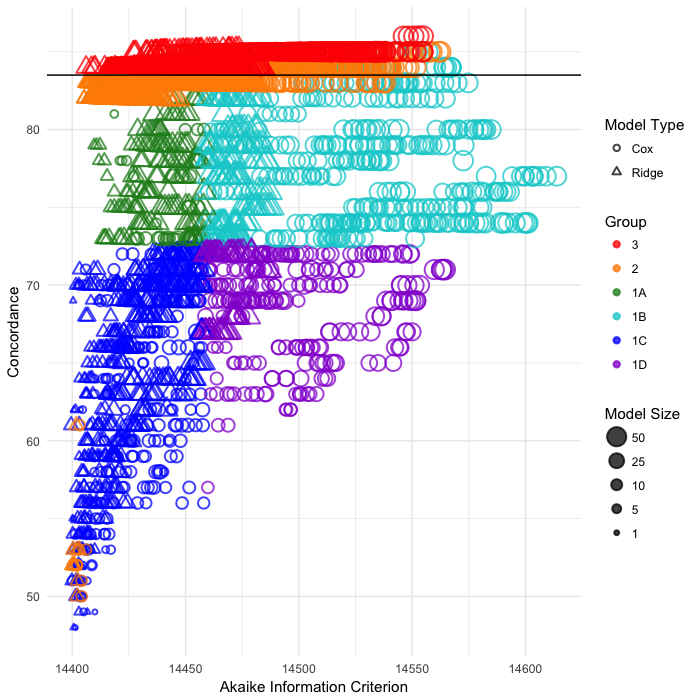 80
70
60
50
Concordance
14400 14450 14500 14550 14600
Akaike Information Criterion
Model Type
Cox
Ridge
Group
3
2
1A
1B
1C
1D
Model Size
50
25
10
5
1